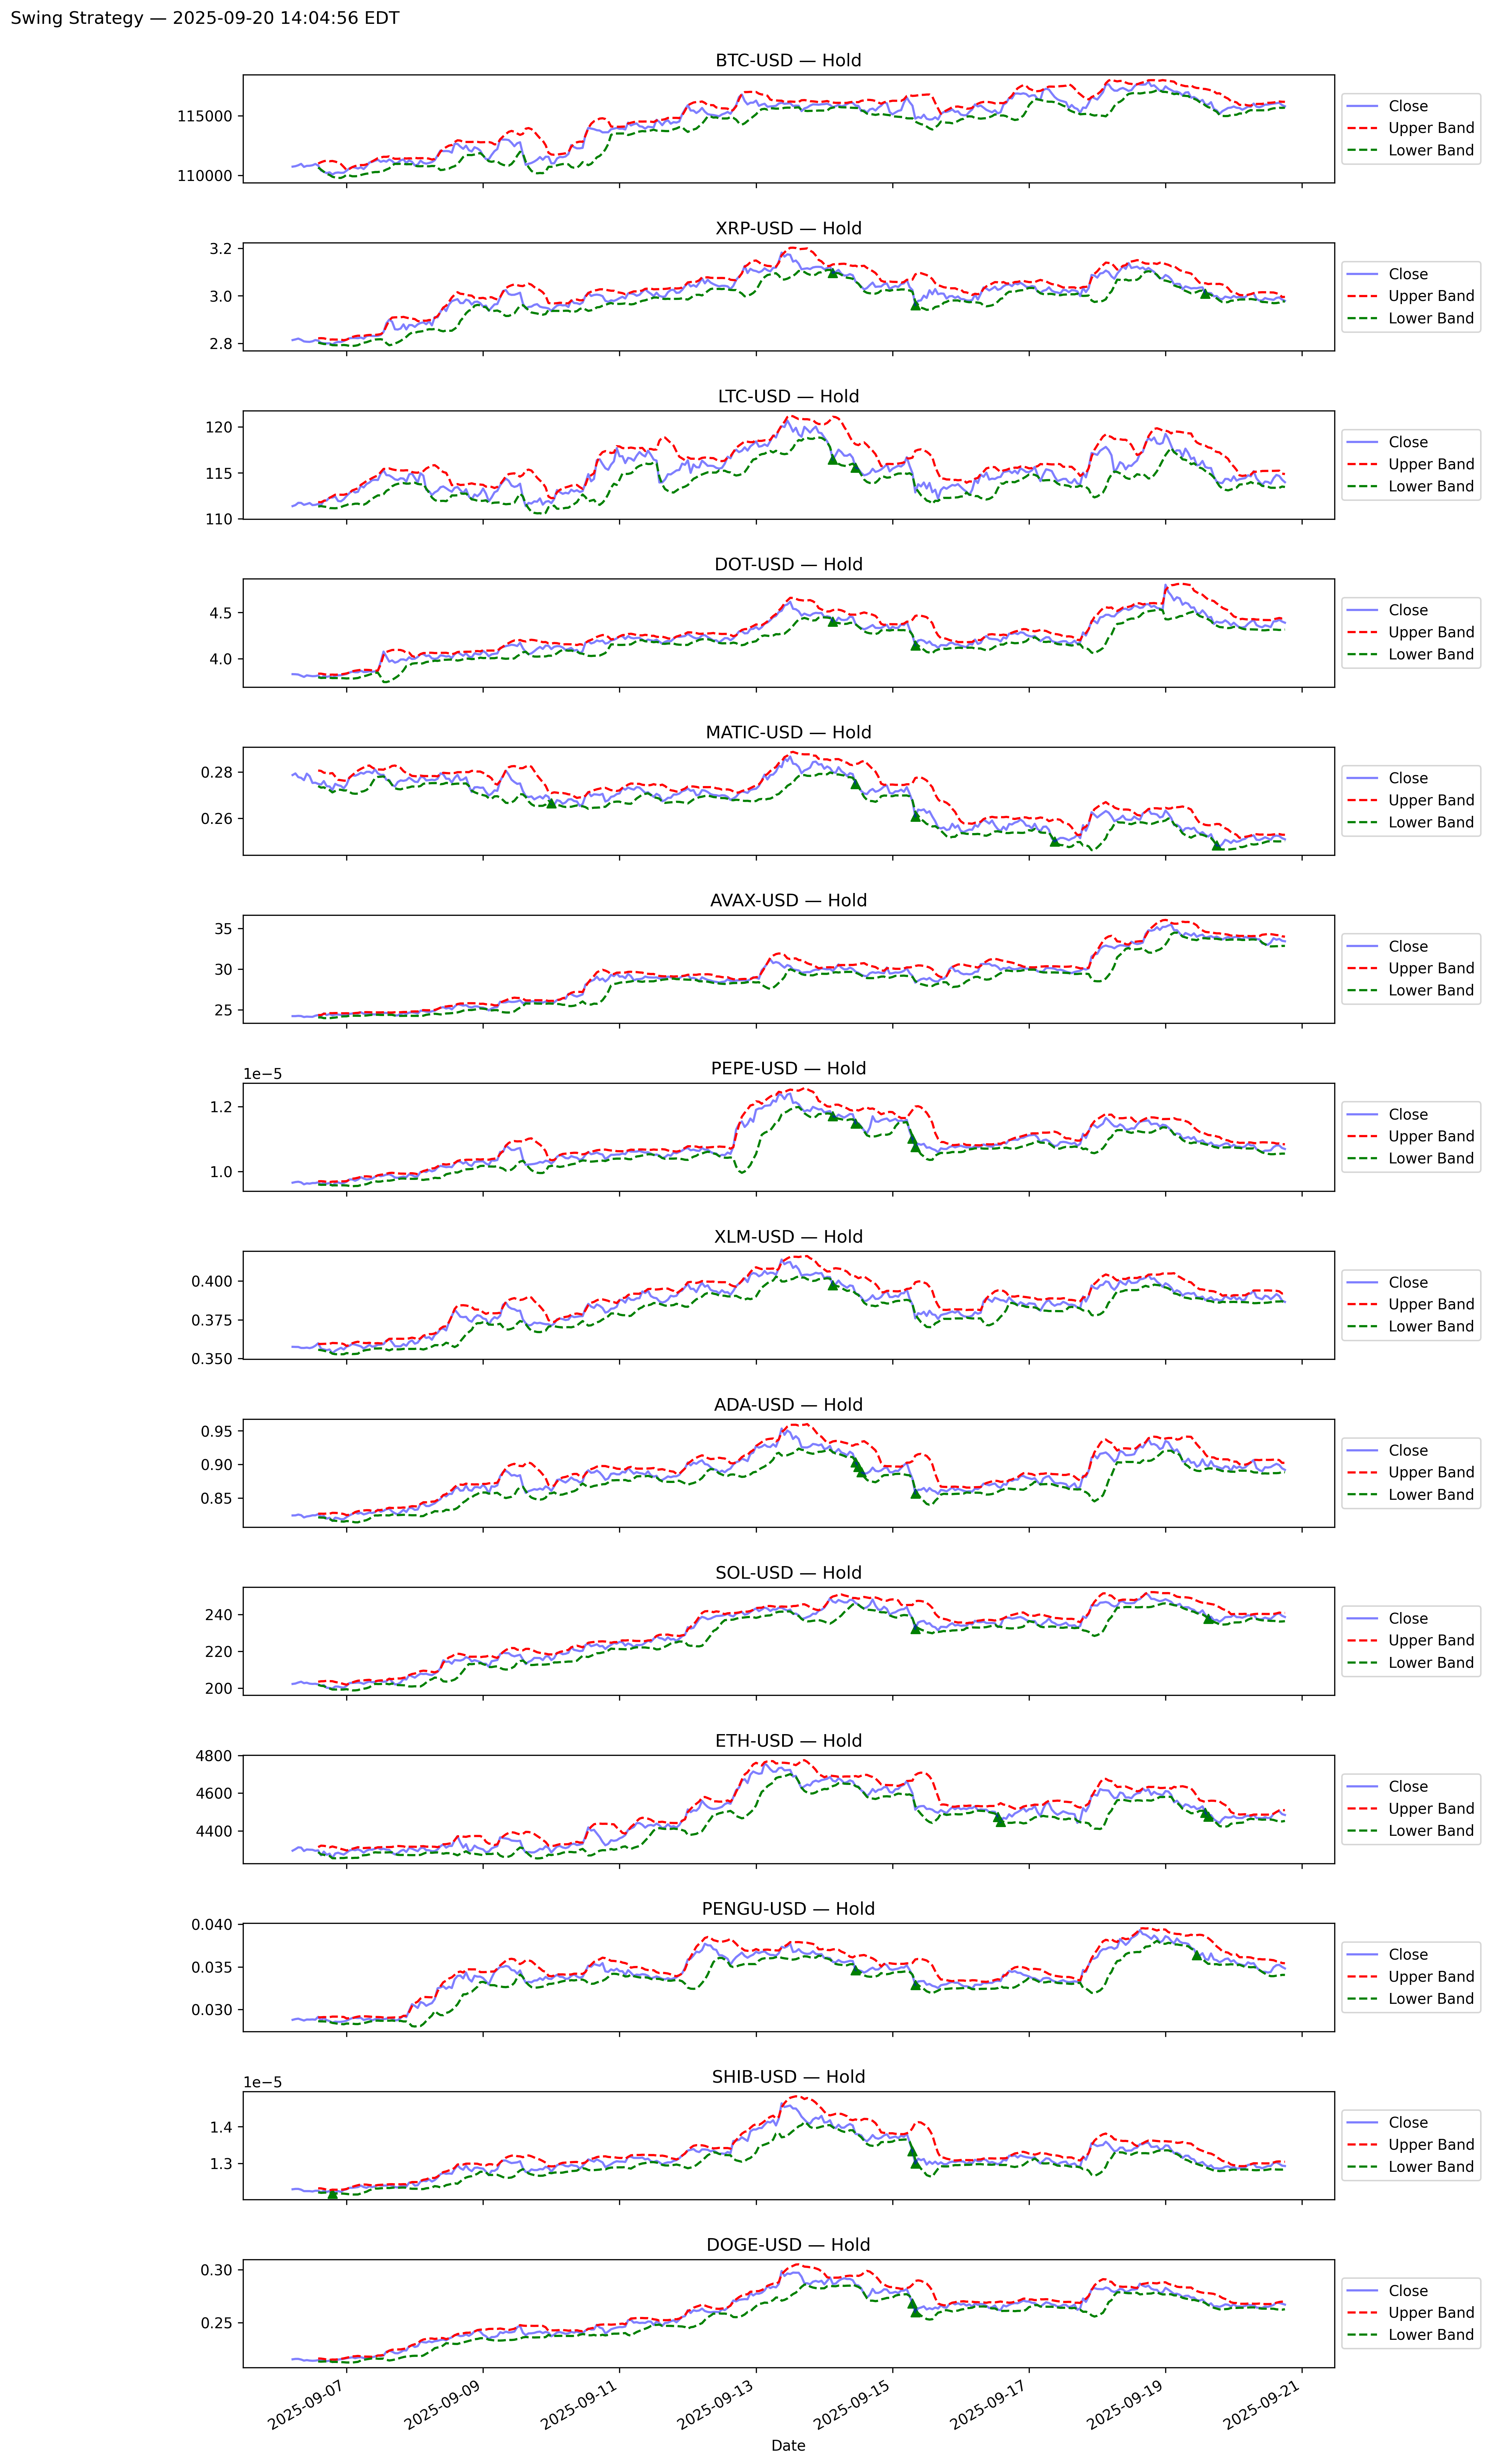 Swing Strategy — 2025-09-20 14:04:56 EDT
BTC-USD — Hold
115000
110000
Close
Upper Band
Lower Band
XRP-USD — Hold
3.2
3.0
2.8
Close
Upper Band
Lower Band
LTC-USD — Hold
120
115
110
Close
Upper Band
Lower Band
DOT-USD — Hold
4.5
4.0
Close
Upper Band
Lower Band
MATIC-USD — Hold
0.28
0.26
Close
Upper Band
Lower Band
AVAX-USD — Hold
35
30
25
Close
Upper Band
Lower Band
PEPE-USD — Hold
1e−5
1.2
1.0
Close
Upper Band
Lower Band
XLM-USD — Hold
0.400
0.375
0.350
Close
Upper Band
Lower Band
ADA-USD — Hold
0.95
0.90
0.85
Close
Upper Band
Lower Band
SOL-USD — Hold
240
220
200
Close
Upper Band
Lower Band
ETH-USD — Hold
4800
4600
4400
Close
Upper Band
Lower Band
PENGU-USD — Hold
0.040
0.035
0.030
Close
Upper Band
Lower Band
SHIB-USD — Hold
1e−5
1.4
1.3
Close
Upper Band
Lower Band
DOGE-USD — Hold
0.30
0.25
Close
Upper Band
Lower Band
2025-09-07
2025-09-09
2025-09-11
2025-09-13
2025-09-15
2025-09-17
2025-09-19
2025-09-21
Date